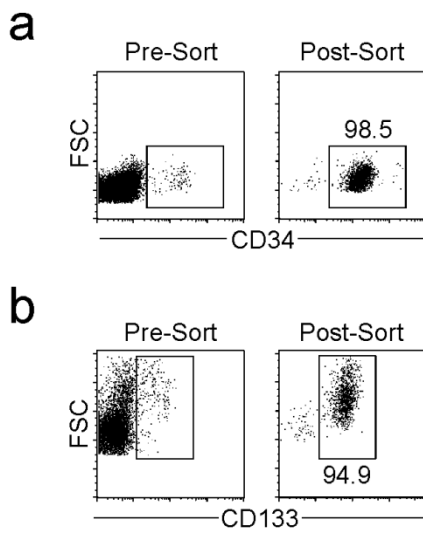 a
Pre-Sort Post-Sort
FSC
98.5
CD34
b
Pre-Sort Post-Sort
FSC
94.9
CD133